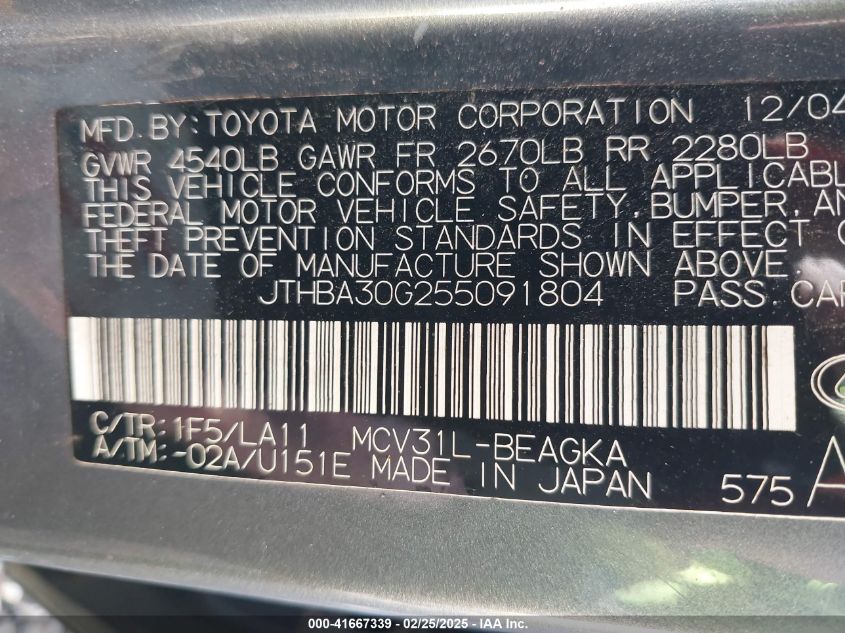 MFD.BY:TOYOTA MOTOR CORPORATION 12/04
GVWR 4540LB GAWR FR 2670LB RR 2280LB
THIS VEHICLE CONFORMS TO ALL APPLICABL
FEDERAL MOTOR VEHICLE SAFETY,BUMPER,AN
THEFT PREVENTION STANDARDS IN EFFECT O
THE DATE OF MANUFACTURE SHOWN ABOVE.
JTHBA30G255091804 PASS.CAR
C/TR:1F5/LA11 MCV31L-BEAGKA
A/TM:-02A/U151E MADE IN JAPAN 575 A
000-41667339 / 02/25/2025 - IAA, Inc.